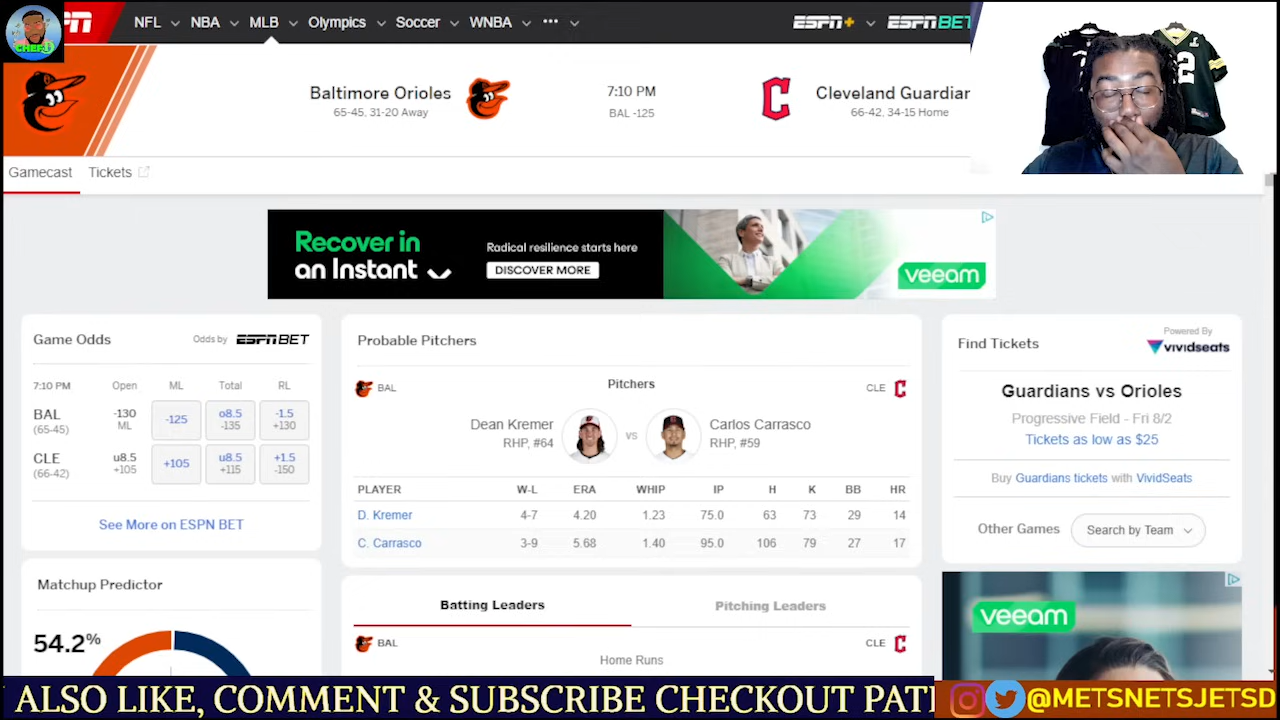 CHEFJ
NFL NBA MLB Olympics Soccer WNBA ••• ESPN+ ESPN BET
Baltimore Orioles
65-45, 31-20 Away
7:10 PM
BAL -125
Cleveland Guardian
66-42, 34-15 Home
Gamecast Tickets
Recover in
an Instant
Radical resilience starts here
DISCOVER MORE
veeam
Game Odds Odds by ESPN BET
7:10 PM Open ML Total RL
BAL
(65-45)
-130
ML
-125
o8.5
-135
-1.5
+130
CLE
(66-42)
u8.5
+105
+105
u8.5
+115
+1.5
-150
See More on ESPN BET
Matchup Predictor
54.2%
Probable Pitchers
BAL Pitchers CLE
Dean Kremer
RHP, #64
VS
Carlos Carrasco
RHP, #59
PLAYER W-L ERA WHIP IP H K BB HR
D. Kremer 4-7 4.20 1.23 75.0 63 73 29 14
C. Carrasco 3-9 5.68 1.40 95.0 106 79 27 17
Batting Leaders Pitching Leaders
BAL CLE
Home Runs
Find Tickets
Powered By
vividseats
Guardians vs Orioles
Progressive Field - Fri 8/2
Tickets as low as $25
Buy Guardians tickets with VividSeats
Other Games Search by Team
veeam
ALSO LIKE, COMMENT & SUBSCRIBE CHECKOUT PAT
@METSNETSJETSD